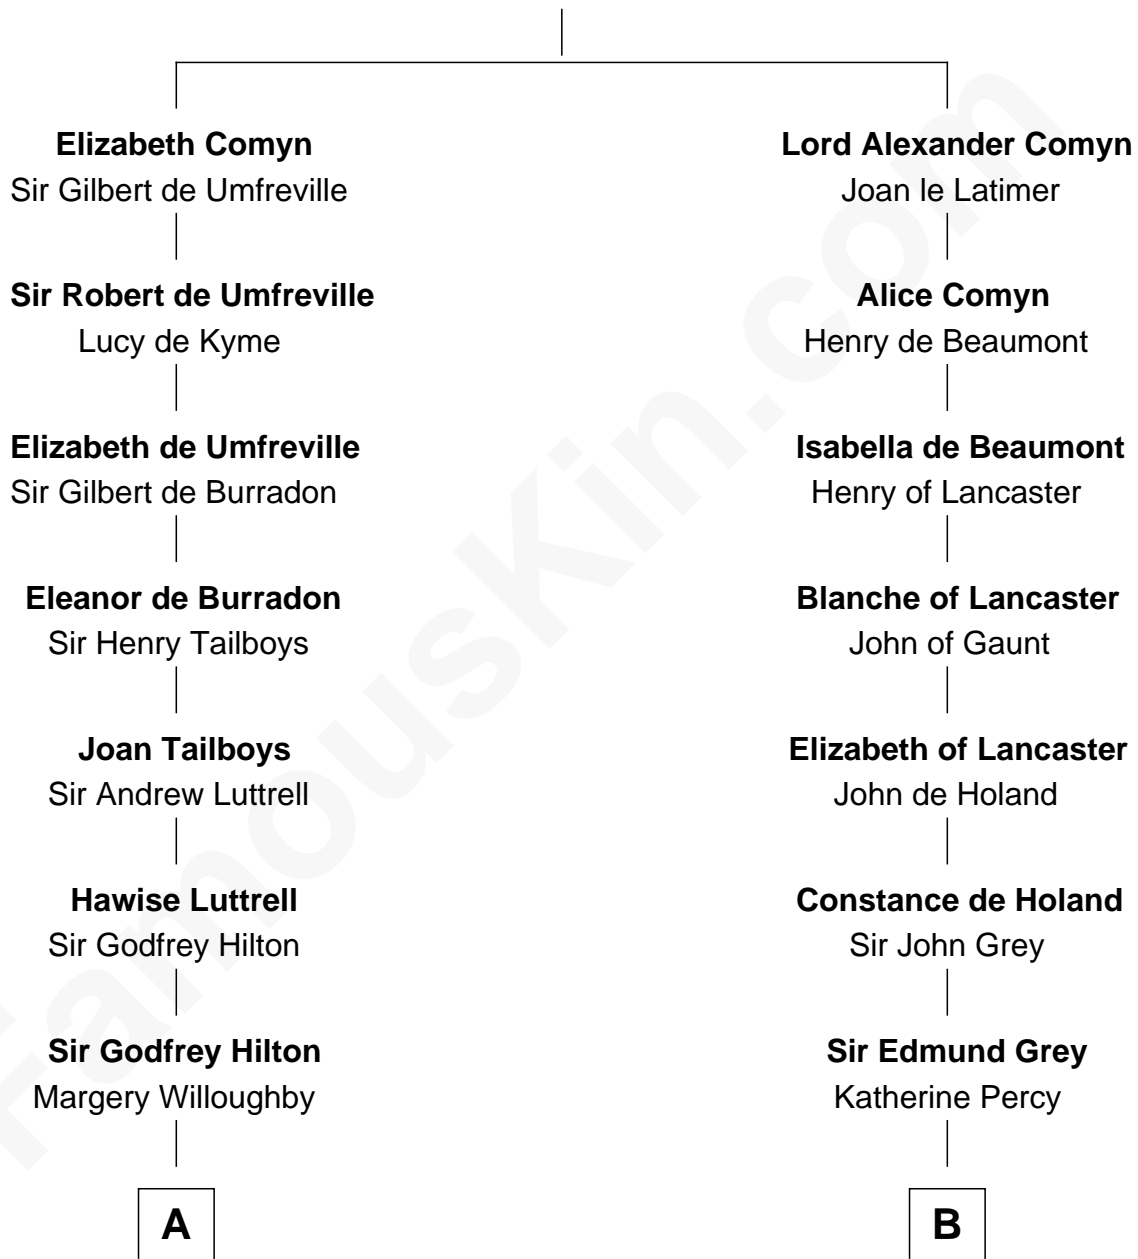 Elizabeth Comyn
Sir Gilbert de Umfreville
Sir Robert de Umfreville
Lucy de Kyme
Elizabeth de Umfreville
Sir Gilbert de Burradon
Eleanor de Burradon
Sir Henry Tailboys
Joan Tailboys
Sir Andrew Luttrell
Hawise Luttrell
Sir Godfrey Hilton
Sir Godfrey Hilton
Margery Willoughby
A
Lord Alexander Comyn
Joan le Latimer
Alice Comyn
Henry de Beaumont
Isabella de Beaumont
Henry of Lancaster
Blanche of Lancaster
John of Gaunt
Elizabeth of Lancaster
John de Holand
Constance de Holand
Sir John Grey
Sir Edmund Grey
Katherine Percy
B
FamousKin.com